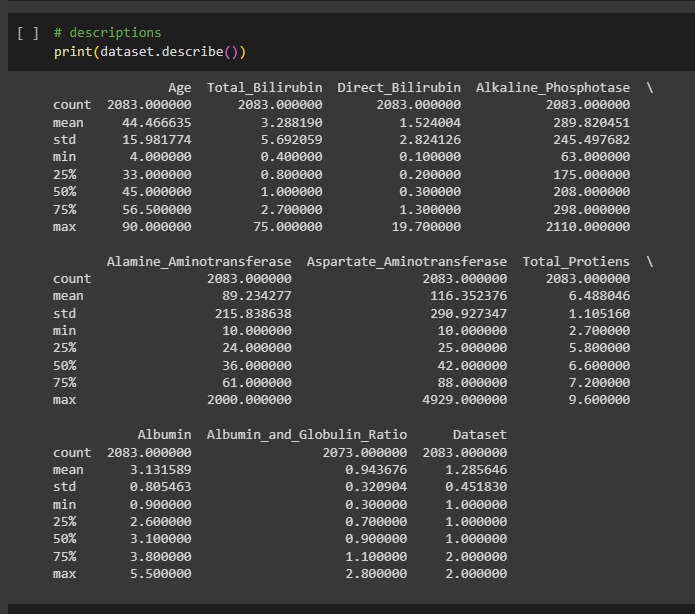 [ ] # descriptions
print(dataset.describe())
Age Total_Bilirubin Direct_Bilirubin Alkaline_Phosphotase \
count 2083.000000 2083.000000 2083.000000 2083.000000
mean 44.466635 3.288190 1.524004 289.820451
std 15.981774 5.692059 2.824126 245.497682
min 4.000000 0.400000 0.100000 63.000000
25% 33.000000 0.800000 0.200000 175.000000
50% 45.000000 1.000000 0.300000 208.000000
75% 56.500000 2.700000 1.300000 298.000000
max 90.000000 75.000000 19.700000 2110.000000
Alamine_Aminotransferase Aspartate_Aminotransferase Total_Protiens \
count 2083.000000 2083.000000 2083.000000
mean 89.234277 116.352376 6.488046
std 215.838638 290.927347 1.105160
min 10.000000 10.000000 2.700000
25% 24.000000 25.000000 5.800000
50% 36.000000 42.000000 6.600000
75% 61.000000 88.000000 7.200000
max 2000.000000 4929.000000 9.600000
Albumin Albumin_and_Globulin_Ratio Dataset
count 2083.000000 2073.000000 2083.000000
mean 3.131589 0.943676 1.285646
std 0.805463 0.320904 0.451830
min 0.900000 0.300000 1.000000
25% 2.600000 0.700000 1.000000
50% 3.100000 0.900000 1.000000
75% 3.800000 1.100000 2.000000
max 5.500000 2.800000 2.000000